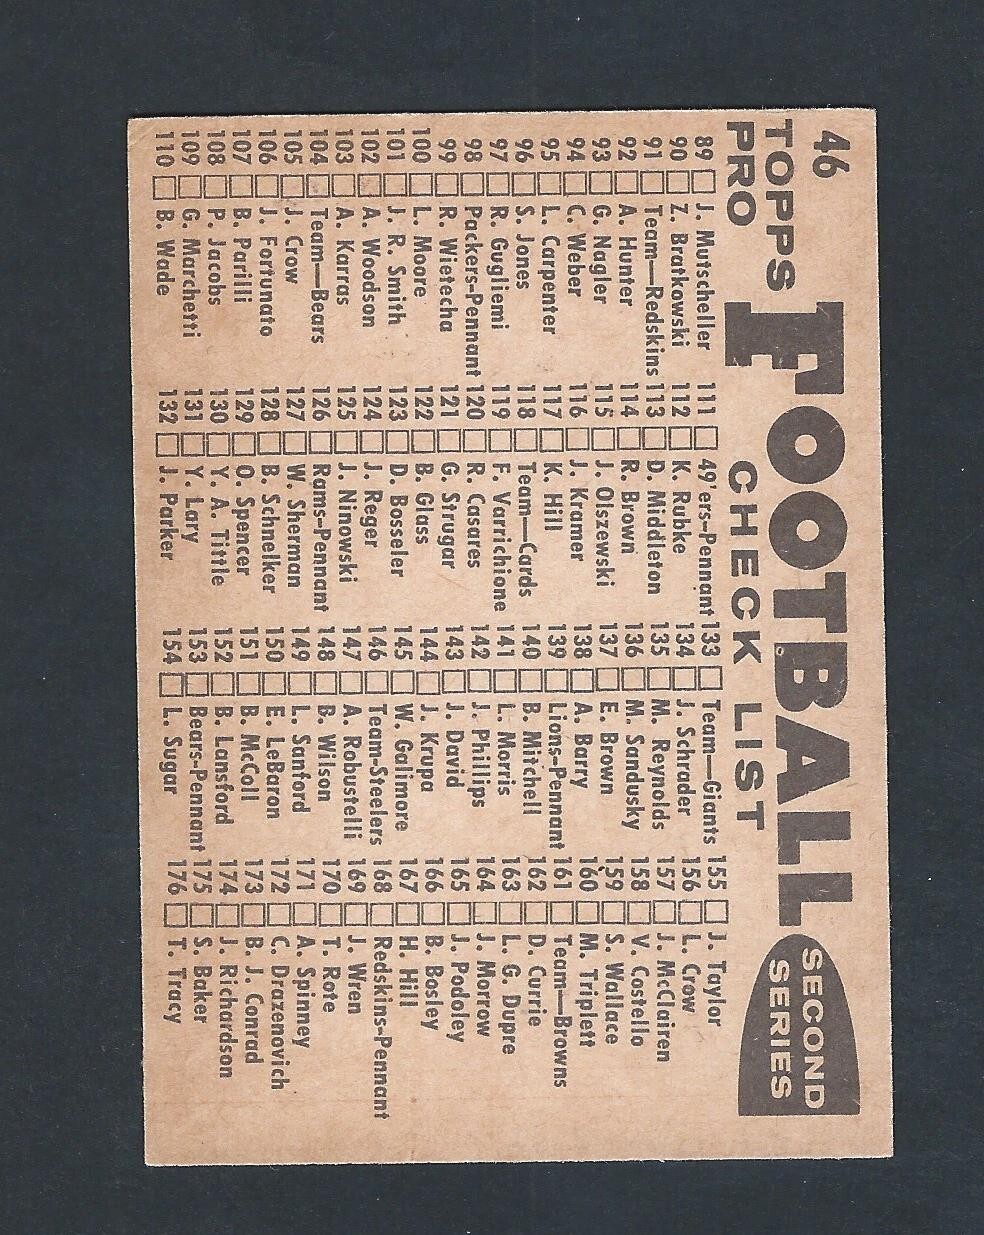 46
TOPPS PRO FOOTBALL
CHECK LIST
SECOND SERIES
89 J. Mutscheller
90 Z. Bratkowski
91 Team—Redskins
92 A. Hunter
93 G. Nagler
94 C. Weber
95 L. Carpenter
96 S. Jones
97 R. Gugliemi
98 Packers-Pennant
99 R. Wietecha
100 L. Moore
101 J. R. Smith
102 A. Woodson
103 A. Karras
104 Team—Bears
105 J. Crow
106 J. Fortunato
107 B. Parilli
108 P. Jacobs
109 G. Marchetti
110 B. Wade
111 49'ers-Pennant
112 K. Rubke
113 D. Middleton
114 R. Brown
115 J. Olszewski
116 J. Kramer
117 K. Hill
118 Team—Cards
119 F. Varrichione
120 R. Casares
121 G. Strugar
122 B. Glass
123 D. Bosseler
124 J. Reger
125 J. Ninowski
126 Rams-Pennant
127 W. Sherman
128 B. Schnelker
129 O. Spencer
130 Y. A. Tittle
131 Y. Lary
132 J. Parker
133 Team—Giants
134 J. Schrader
135 M. Reynolds
136 M. Sandusky
137 E. Brown
138 A. Barry
139 Lions-Pennant
140 B. Mitchell
141 L. Morris
142 J. Phillips
143 J. David
144 J. Krupa
145 W. Galimore
146 Team-Steelers
147 A. Robustelli
148 B. Wilson
149 L. Sanford
150 E. LeBaron
151 B. McColl
152 B. Lansford
153 Bears-Pennant
154 L. Sugar
155 J. Taylor
156 L. Crow
157 J. McClairen
158 V. Costello
159 S. Wallace
160 M. Triplett
161 Team—Browns
162 D. Currie
163 L. G. Dupre
164 J. Morrow
165 J. Podoley
166 B. Bosley
167 H. Hill
168 Redskins-Pennant
169 J. Wren
170 T. Rote
171 A. Spinney
172 C. Drazenovich
173 B. J. Conrad
174 J. Richardson
175 S. Baker
176 T. Tracy